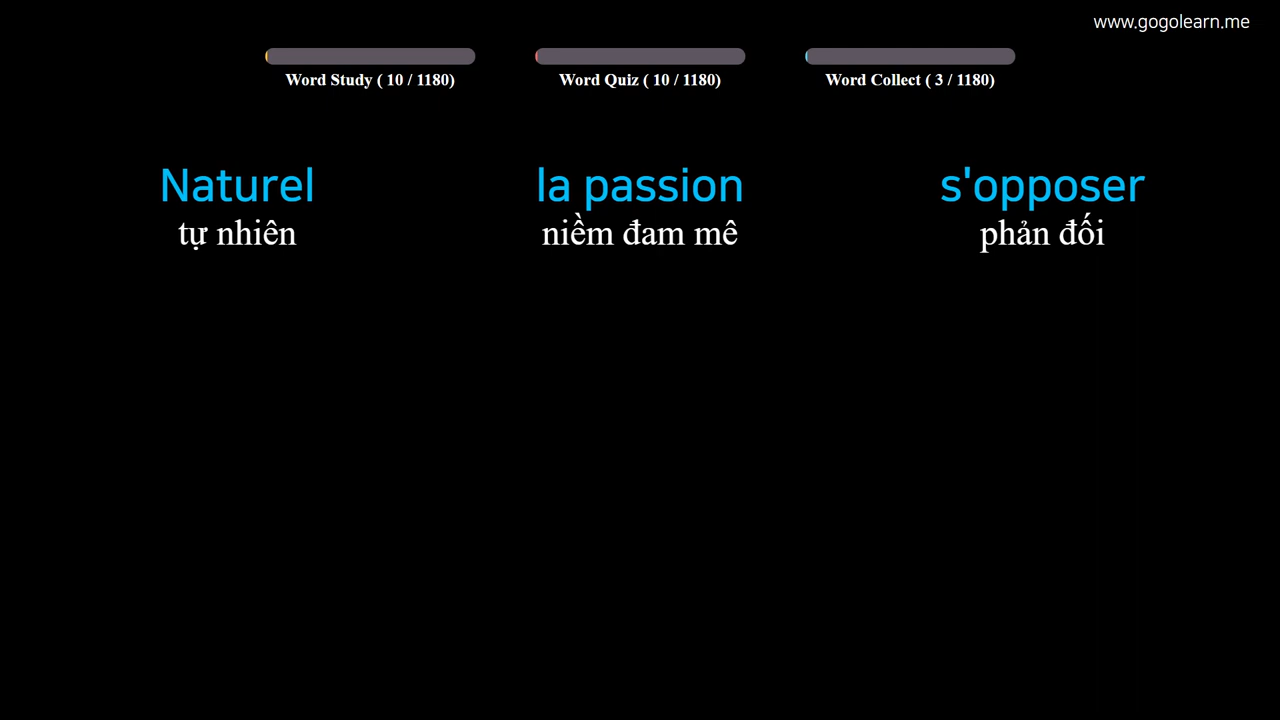 www.gogolearn.me
Word Study ( 10 / 1180)
Word Quiz ( 10 / 1180)
Word Collect ( 3 / 1180)
Naturel
tự nhiên
la passion
niềm đam mê
s'opposer
phản đối